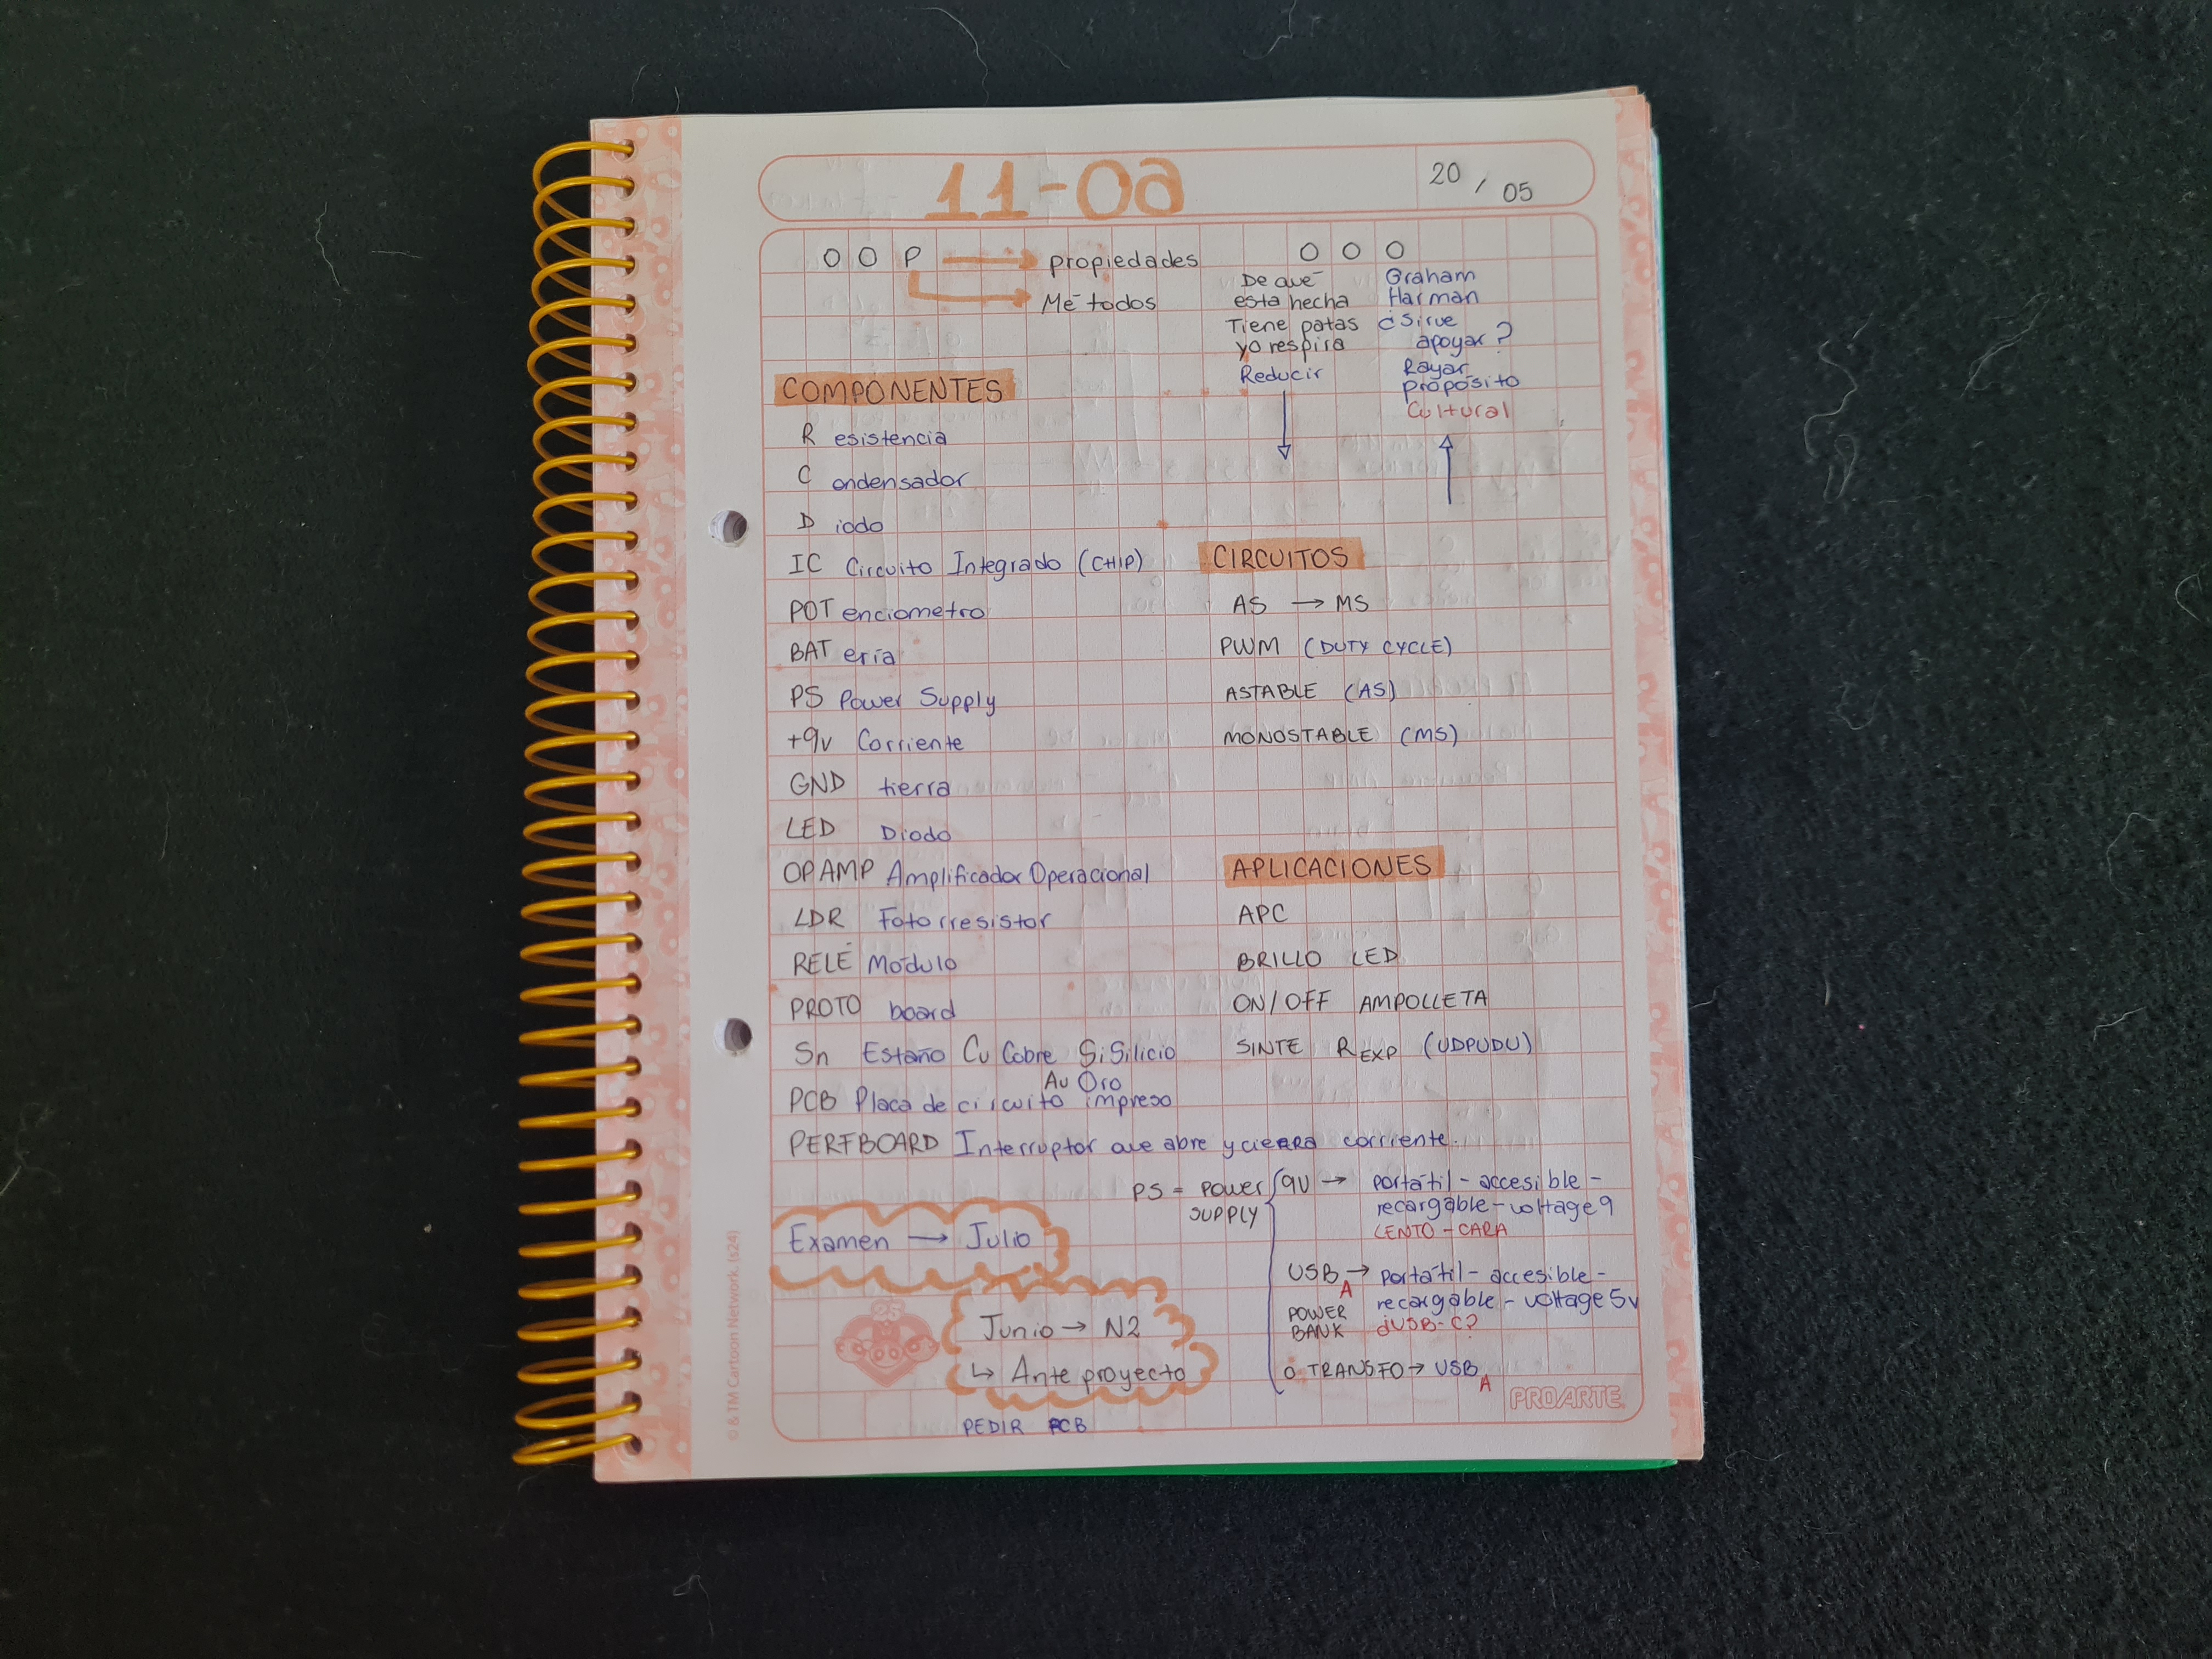 11-0a
20 / 05
OOP → propiedades
→ Métodos
OOO
De que
esta hecha
Tiene patas
yo respira
Reducir
Graham
Harman
¿Sirve
apoyar?
Rayar
propósito
Cultural
COMPONENTES
R esistencia
C ondensador
D iodo
IC Circuito Integrado (CHIP)
POT enciometro
BAT ería
PS Power Supply
+9v Corriente
GND tierra
LED Diodo
OPAMP Amplificador Operacional
LDR Fotorresistor
RELÉ Módulo
PROTO board
Sn Estaño Cu Cobre Si Silicio
Au Oro
PCB Placa de circuito impreso
PERFBOARD Interruptor que abre y cierra corriente.
CIRCUITOS
AS → MS
PWM (DUTY CYCLE)
ASTABLE (AS)
MONOSTABLE (MS)
APLICACIONES
APC
BRILLO LED
ON/OFF AMPOLLETA
SINTE R EXP (UDPUDU)
PS = POWER
SUPPLY
9V → portátil - accesible -
recargable - voltage 9
LENTO - CARA
USB A → portátil - accesible -
POWER
BANK
recargable - voltage 5v
¿USB-C?
ó TRANSFO → USB A
Examen → Julio
Junio → N2
↳ Ante proyecto
PEDIR PCB
PROARTE
© & TM Cartoon Network. (s24)